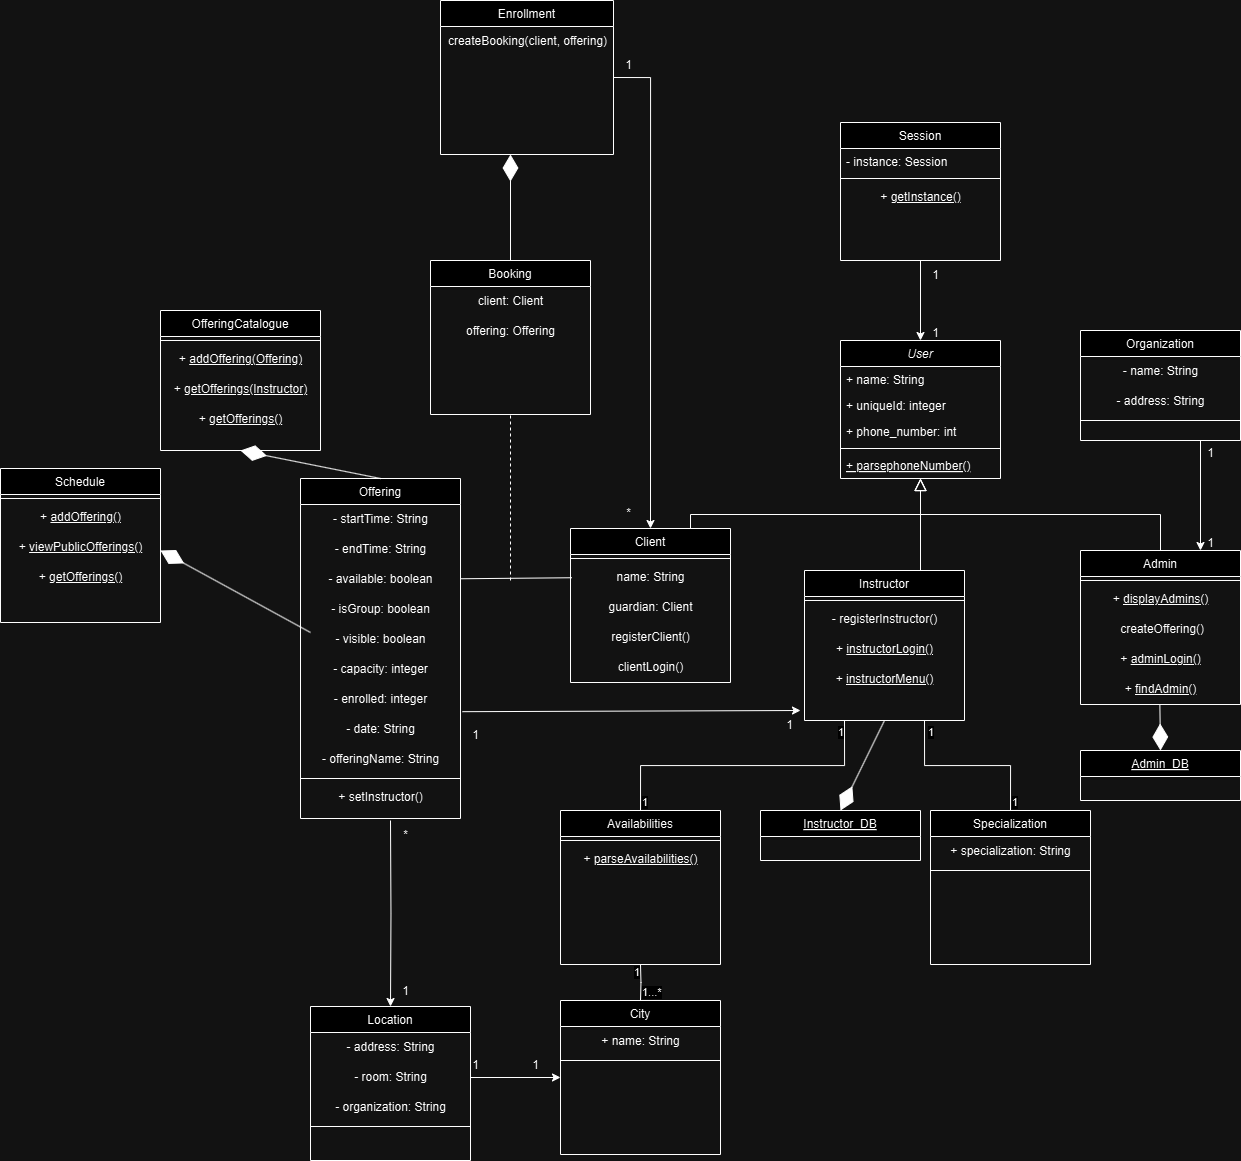 Enrollment
createBooking(client, offering)
1
Session
- instance: Session
+ getInstance()
1
1
Booking
client: Client
offering: Offering
OfferingCatalogue
+ addOffering(Offering)
+ getOfferings(Instructor)
+ getOfferings()
User
+ name: String
+ uniqueId: integer
+ phone_number: int
+ parsephoneNumber()
Organization
- name: String
- address: String
1
1
Schedule
+ addOffering()
+ viewPublicOfferings()
+ getOfferings()
Offering
- startTime: String
- endTime: String
- available: boolean
- isGroup: boolean
- visible: boolean
- capacity: integer
- enrolled: integer
- date: String
- offeringName: String
+ setInstructor()
*
Client
name: String
guardian: Client
registerClient()
clientLogin()
Instructor
- registerInstructor()
+ instructorLogin()
+ instructorMenu()
Admin
+ displayAdmins()
createOffering()
+ adminLogin()
+ findAdmin()
1
1
1
1
Admin_DB
1
1
Availabilities
+ parseAvailabilities()
Instructor_DB
Specialization
+ specialization: String
*
1
1
1...*
Location
- address: String
- room: String
- organization: String
1
1
City
+ name: String